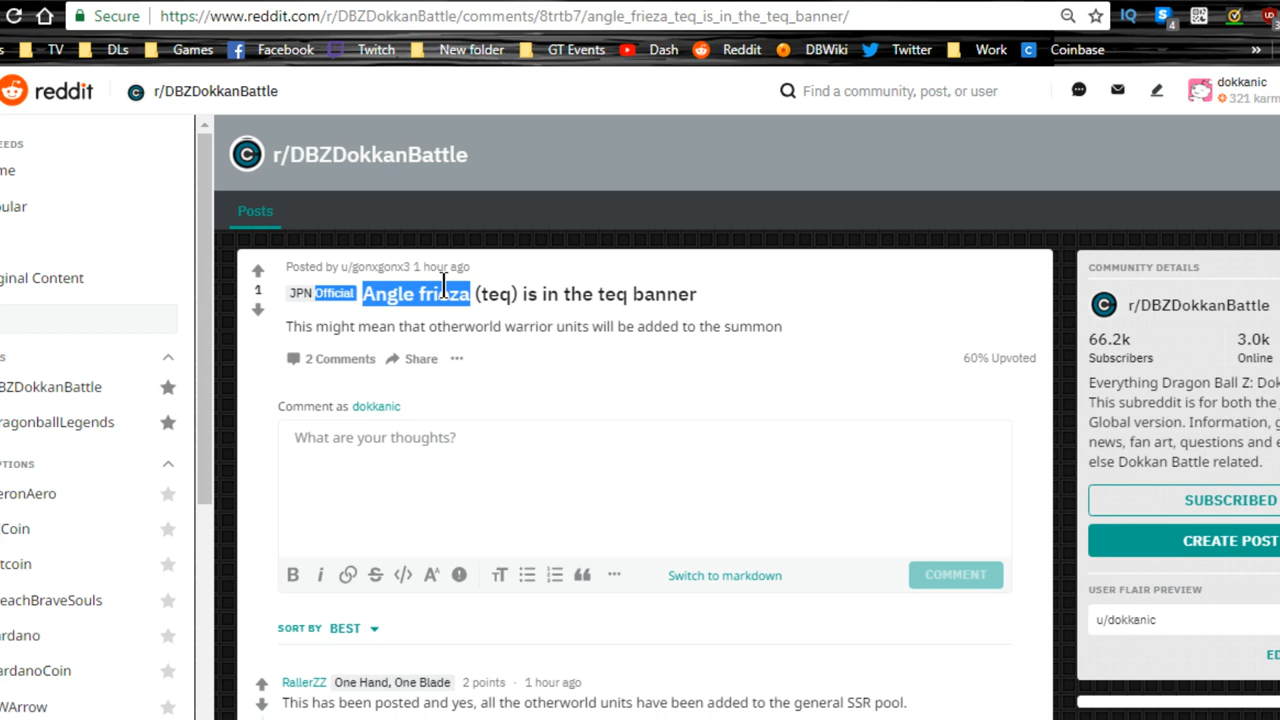 Secure https://www.reddit.com/r/DBZDokkanBattle/comments/8trtb7/angle_frieza_teq_is_in_the_teq_banner/
TV DLs Games Facebook Twitch New folder GT Events Dash Reddit DBWiki Twitter Work Coinbase »
reddit r/DBZDokkanBattle Find a community, post, or user dokkanic
321 karm
EEDS
me
pular
ginal Content
s
BZDokkanBattle
ragonballLegends
PTIONS
eronAero
Coin
tcoin
eachBraveSouls
ardano
ardanoCoin
WArrow
r/DBZDokkanBattle
Posts
Posted by u/gonxgonx3 1 hour ago
1
JPN Official Angle frieza (teq) is in the teq banner
This might mean that otherworld warrior units will be added to the summon
2 Comments Share ••• 60% Upvoted
Comment as dokkanic
What are your thoughts?
B i S </> A Switch to markdown COMMENT
SORT BY BEST
RallerZZ One Hand, One Blade 2 points · 1 hour ago
This has been posted and yes, all the otherworld units have been added to the general SSR pool.
COMMUNITY DETAILS
r/DBZDokkanBattle
66.2k 3.0k
Subscribers Online
Everything Dragon Ball Z: Dok
This subreddit is for both the
Global version. Information, g
news, fan art, questions and e
else Dokkan Battle related.
SUBSCRIBED
CREATE POST
USER FLAIR PREVIEW
u/dokkanic
ED